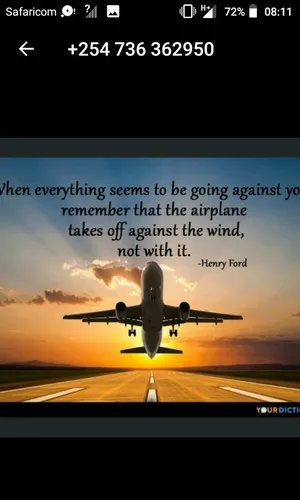 Safaricom ? H+ 72% 08:11
+254 736 362950
When everything seems to be going against yo
remember that the airplane
takes off against the wind,
not with it.
-Henry Ford
YOURDICTI